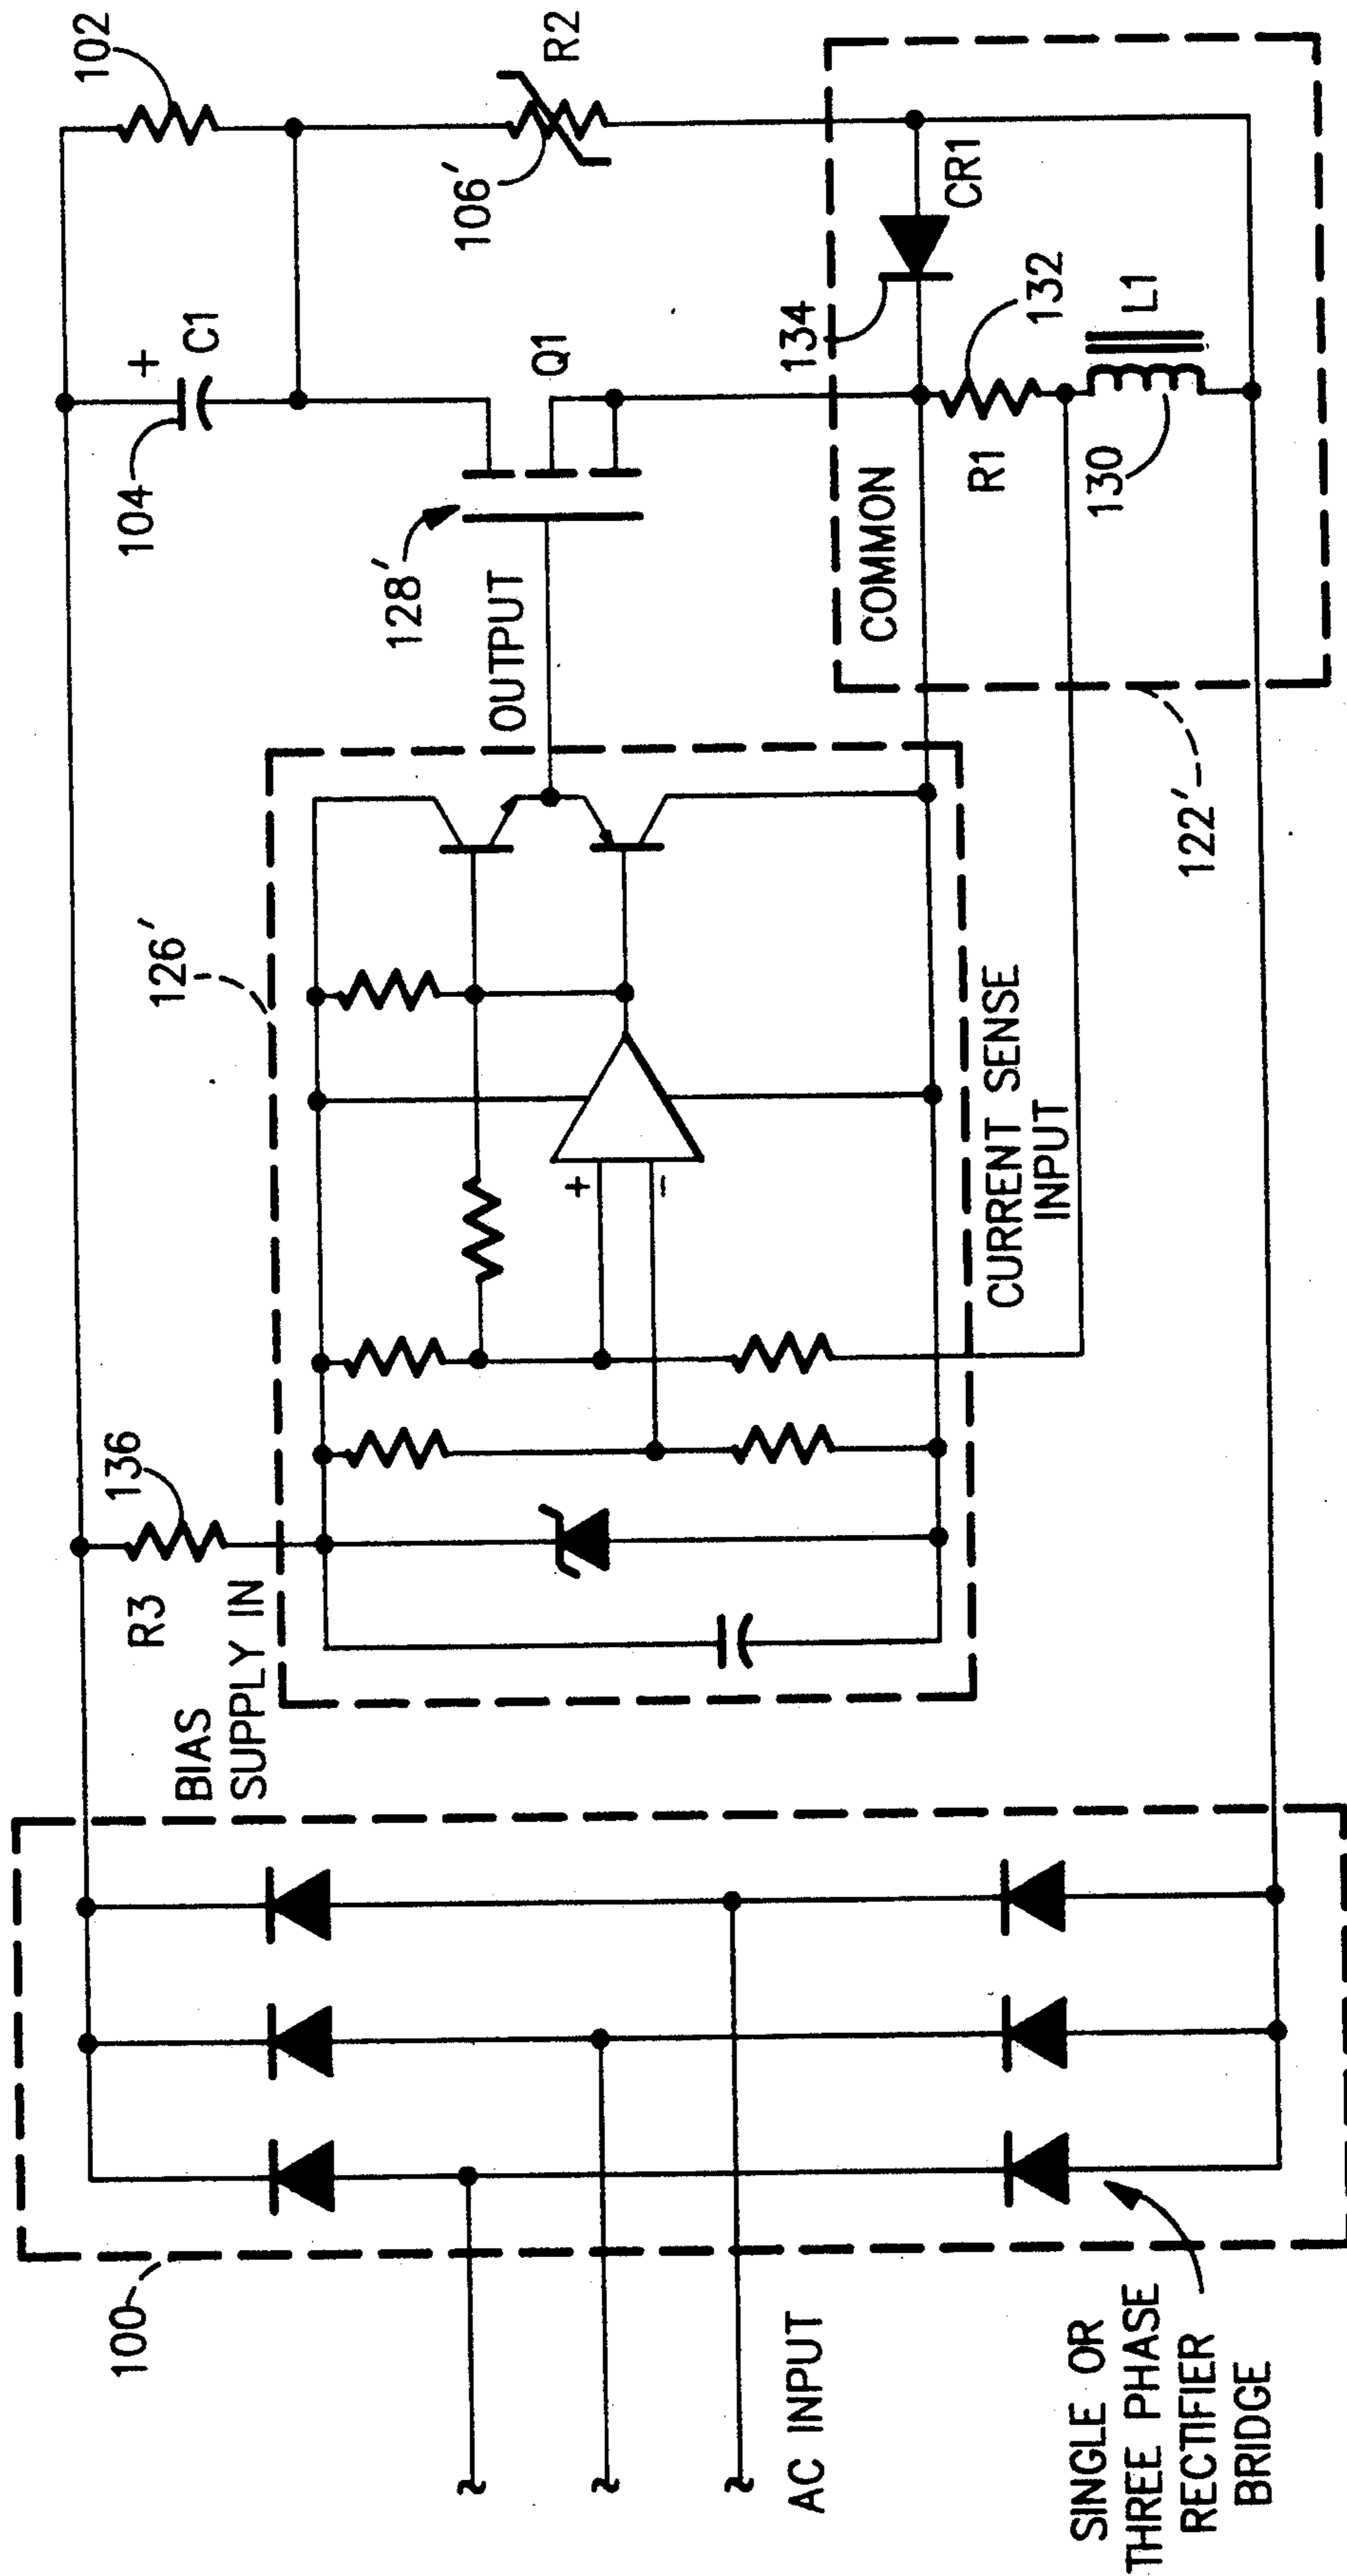 100
SINGLE OR
THREE PHASE
RECTIFIER
BRIDGE
AC INPUT
~
~
~
BIAS
SUPPLY IN
R3
136
126'
+
-
CURRENT SENSE
INPUT
OUTPUT
128'
Q1
104
+
C1
102
106'
R2
COMMON
134
CR1
R1
132
130
L1
122'